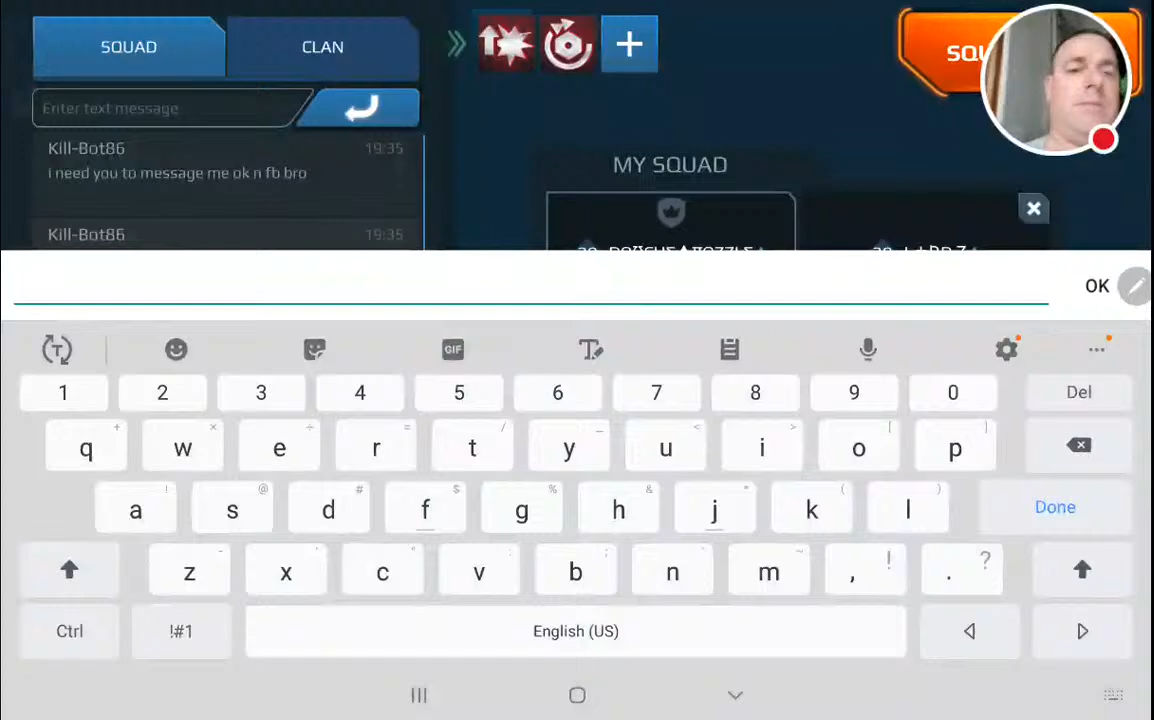 SQUAD
CLAN
Enter text message
Kill-Bot86 19:35
i need you to message me ok n fb bro
Kill-Bot86 19:35
MY SQUAD
OK
GIF
1 2 3 4 5 6 7 8 9 0 Del
q w e r t y u i o p
a s d f g h j k l Done
z x c v b n m , ! . ?
Ctrl !#1 English (US)